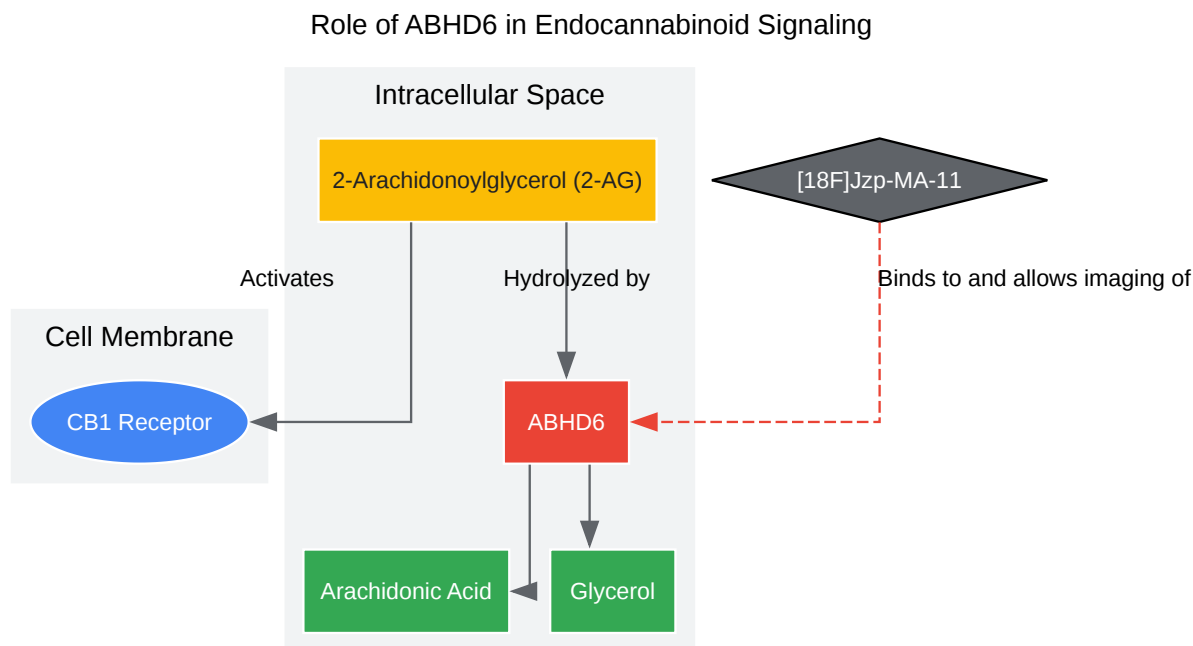 Role of ABHD6 in Endocannabinoid Signaling
Intracellular Space
2-Arachidonoylglycerol (2-AG)
[18F]Jzp-MA-11
Activates
Hydrolyzed by
Binds to and allows imaging of
Cell Membrane
CB1 Receptor
ABHD6
Arachidonic Acid
Glycerol